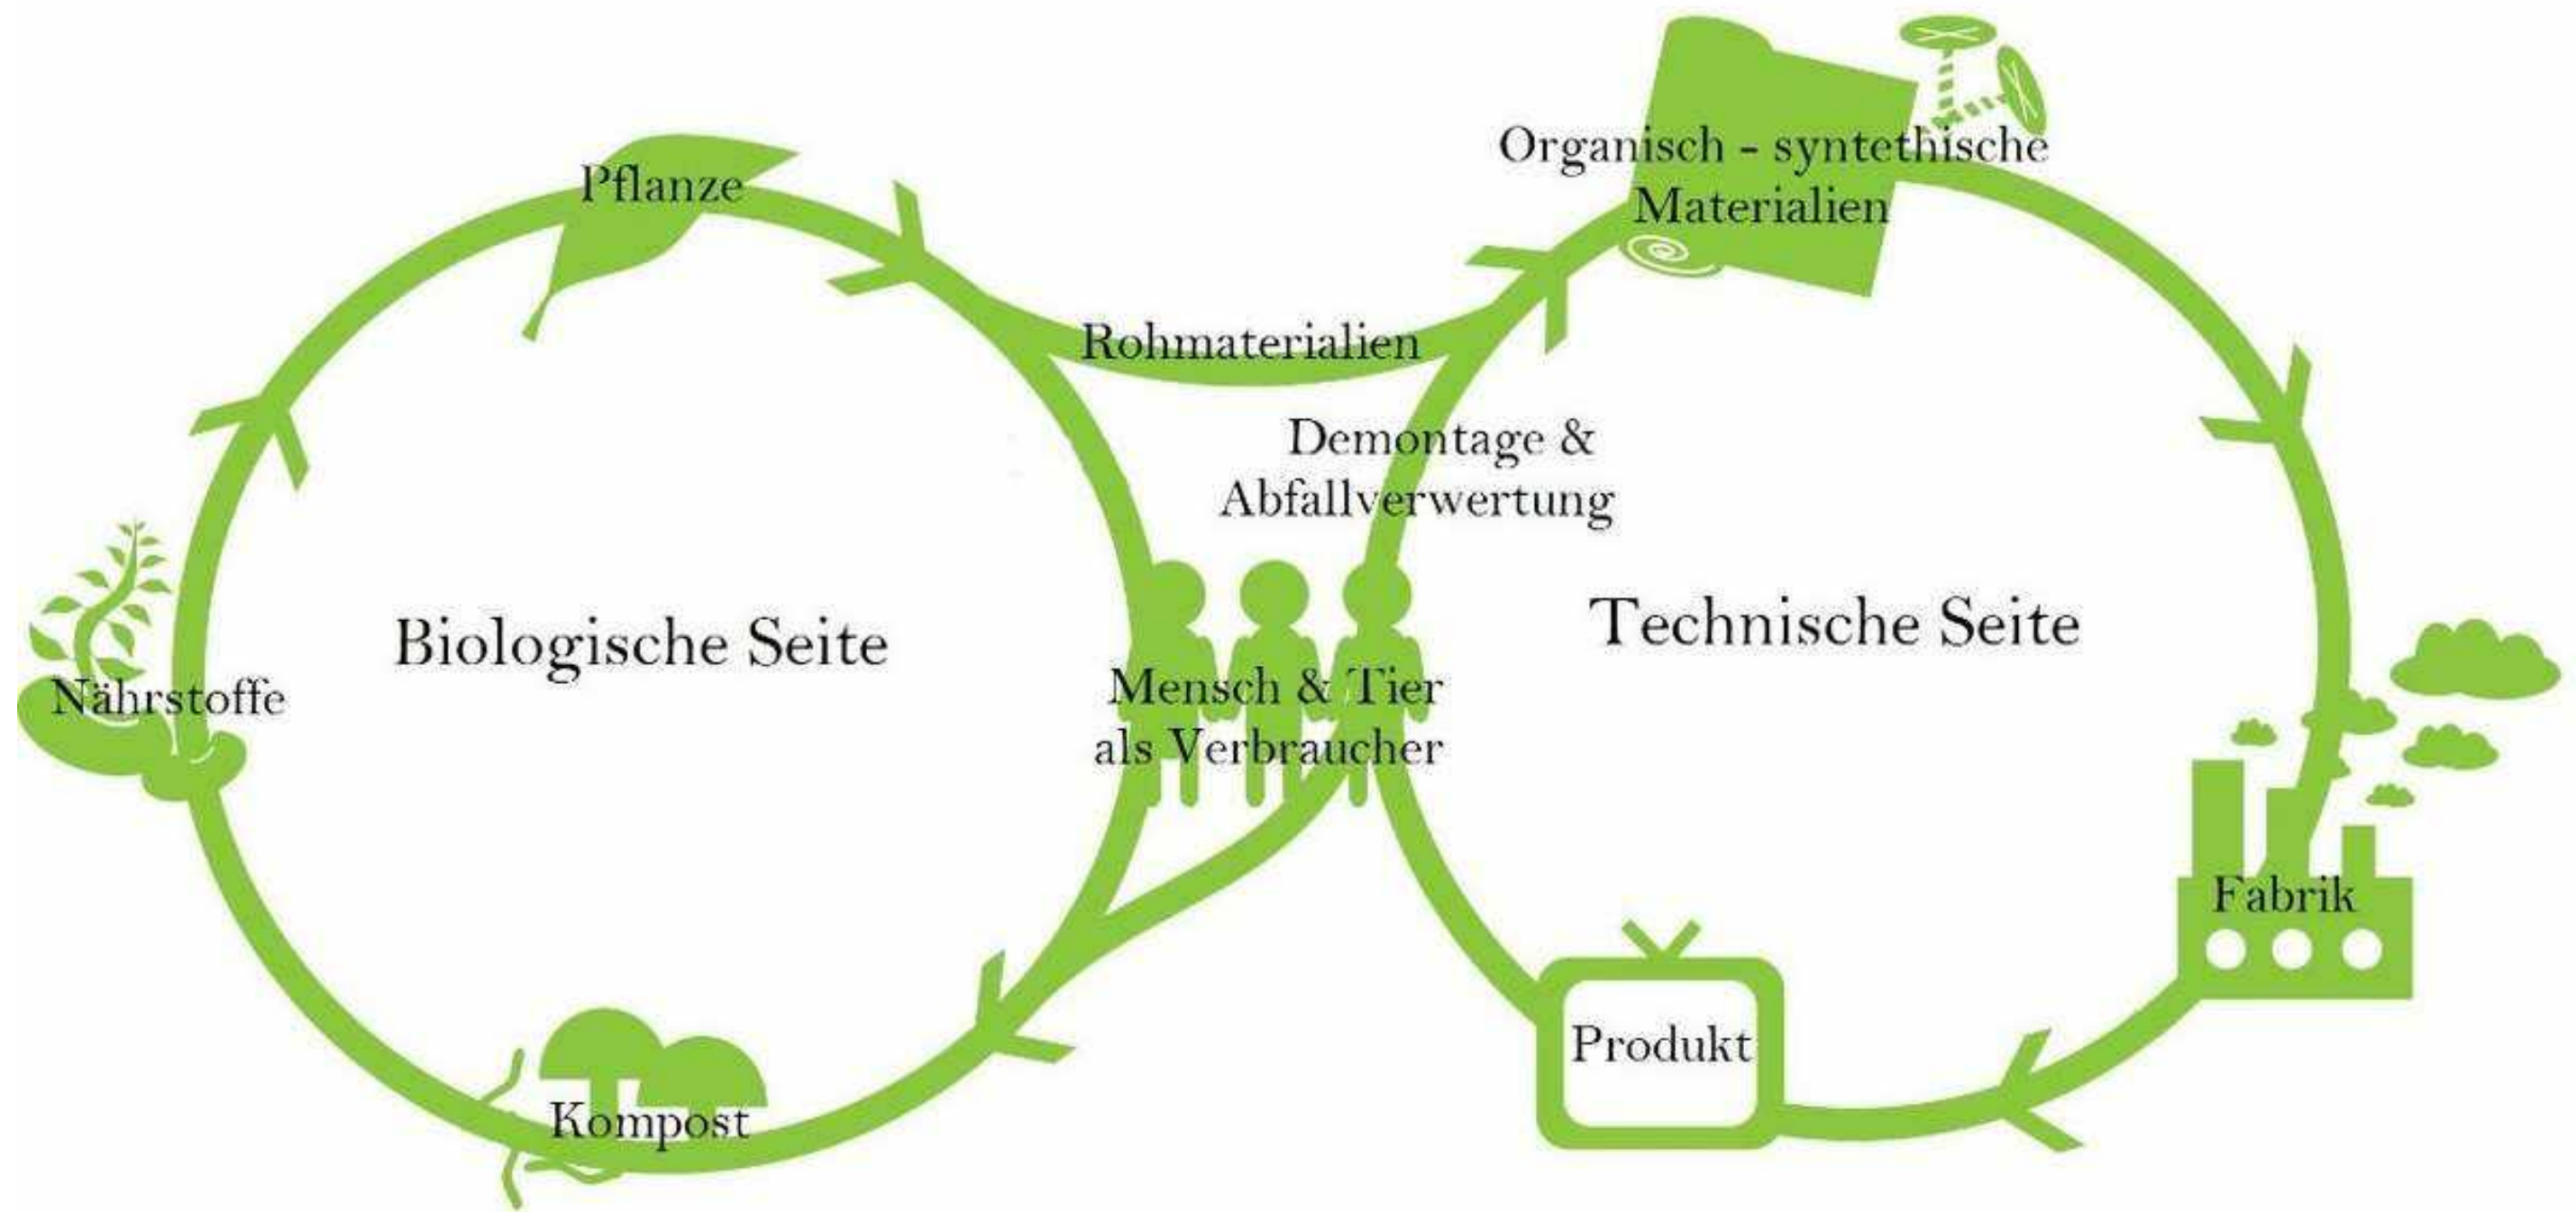 Organisch - syntethische
Materialien
Pflanze
Rohmaterialien
Demontage &
Abfallverwertung
Biologische Seite
Technische Seite
Nährstoffe
Mensch & Tier
als Verbraucher
Fabrik
Produkt
Kompost